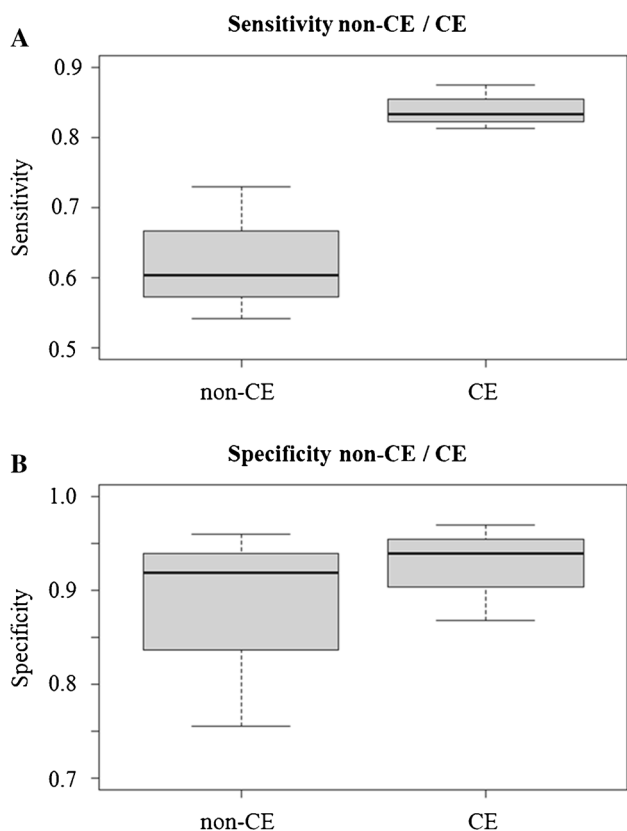 A
Sensitivity non-CE / CE
Sensitivity
0.9
0.8
0.7
0.6
0.5
non-CE CE
B
Specificity non-CE / CE
Specificity
1.0
0.9
0.8
0.7
non-CE CE